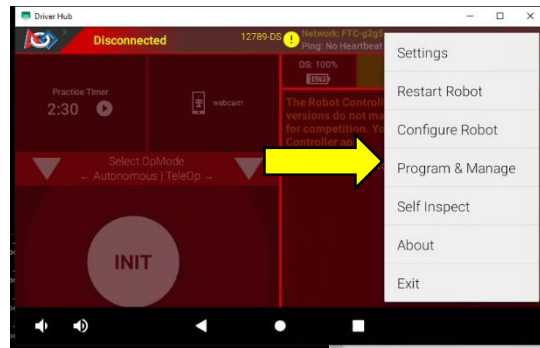 Driver Hub
Disconnected
12789-DS
Network: FTC-g2g5
Ping: No Heartbeat
DS: 100%
Practice Timer
2:30
webcam
The Robot Controll
versions do not ma
for competition. Yo
Controller ap
Select OpMode
← Autonomous | TeleOp →
INIT
Settings
Restart Robot
Configure Robot
Program & Manage
Self Inspect
About
Exit